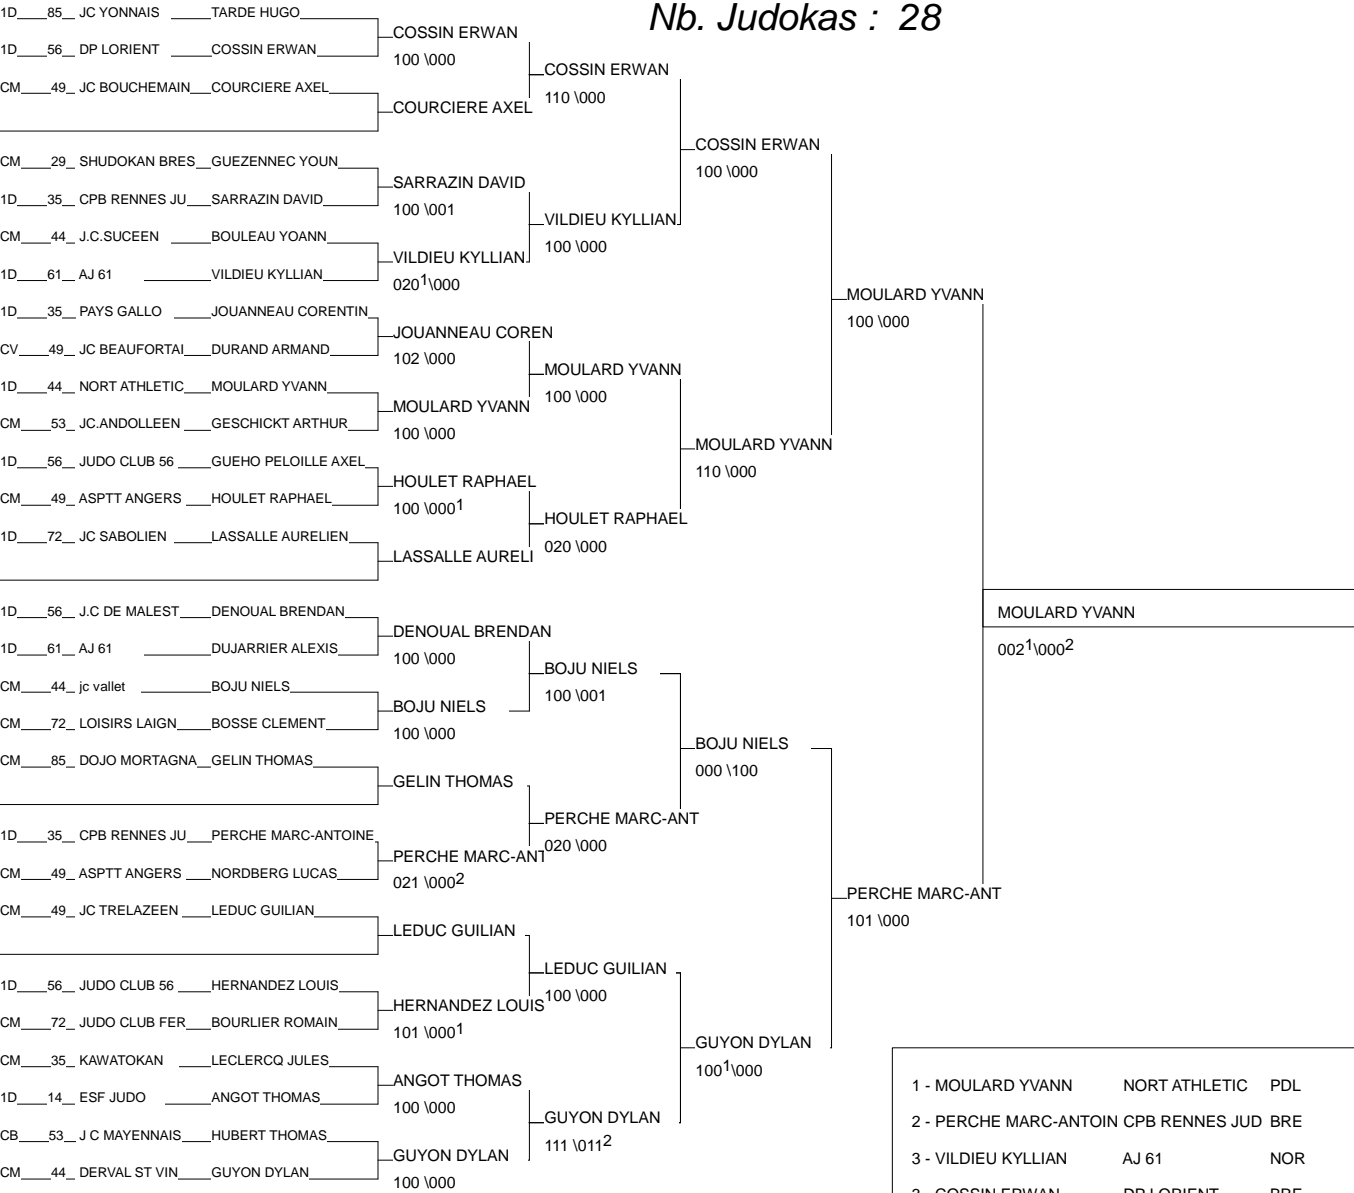 Nb. Judokas : 28
1D 85 JC YONNAIS TARDE HUGO
COSSIN ERWAN
1D 56 DP LORIENT COSSIN ERWAN
100 \000
COSSIN ERWAN
CM 49 JC BOUCHEMAIN COURCIERE AXEL
110 \000
COURCIERE AXEL
COSSIN ERWAN
CM 29 SHUDOKAN BRES GUEZENNEC YOUN
100 \000
SARRAZIN DAVID
1D 35 CPB RENNES JU SARRAZIN DAVID
100 \001
VILDIEU KYLLIAN
CM 44 J.C.SUCEEN BOULEAU YOANN
100 \000
VILDIEU KYLLIAN
1D 61 AJ 61 VILDIEU KYLLIAN
0201\000
MOULARD YVANN
1D 35 PAYS GALLO JOUANNEAU CORENTIN
100 \000
JOUANNEAU COREN
CV 49 JC BEAUFORTAI DURAND ARMAND
102 \000
MOULARD YVANN
1D 44 NORT ATHLETIC MOULARD YVANN
100 \000
MOULARD YVANN
CM 53 JC.ANDOLLEEN GESCHICKT ARTHUR
100 \000
MOULARD YVANN
1D 56 JUDO CLUB 56 GUEHO PELOILLE AXEL
110 \000
HOULET RAPHAEL
CM 49 ASPTT ANGERS HOULET RAPHAEL
100 \0001
HOULET RAPHAEL
1D 72 JC SABOLIEN LASSALLE AURELIEN
020 \000
LASSALLE AURELI
1D 56 J.C DE MALEST DENOUAL BRENDAN
MOULARD YVANN
DENOUAL BRENDAN
1D 61 AJ 61 DUJARRIER ALEXIS
0021\0002
100 \000
BOJU NIELS
CM 44 jc vallet BOJU NIELS
100 \001
BOJU NIELS
CM 72 LOISIRS LAIGN BOSSE CLEMENT
100 \000
BOJU NIELS
CM 85 DOJO MORTAGNA GELIN THOMAS
000 \100
GELIN THOMAS
PERCHE MARC-ANT
1D 35 CPB RENNES JU PERCHE MARC-ANTOINE
020 \000
PERCHE MARC-ANT
CM 49 ASPTT ANGERS NORDBERG LUCAS
021 \0002
PERCHE MARC-ANT
CM 49 JC TRELAZEEN LEDUC GUILIAN
101 \000
LEDUC GUILIAN
LEDUC GUILIAN
1D 56 JUDO CLUB 56 HERNANDEZ LOUIS
100 \000
HERNANDEZ LOUIS
CM 72 JUDO CLUB FER BOURLIER ROMAIN
101 \0001
GUYON DYLAN
CM 35 KAWATOKAN LECLERCQ JULES
1001\000
ANGOT THOMAS
1D 14 ESF JUDO ANGOT THOMAS
100 \000
GUYON DYLAN
CB 53 J C MAYENNAIS HUBERT THOMAS
111 \0112
GUYON DYLAN
CM 44 DERVAL ST VIN GUYON DYLAN
100 \000
1 - MOULARD YVANN NORT ATHLETIC PDL
2 - PERCHE MARC-ANTOIN CPB RENNES JUD BRE
3 - VILDIEU KYLLIAN AJ 61 NOR
3 - COSSIN ERWAN DP LORIENT BRE